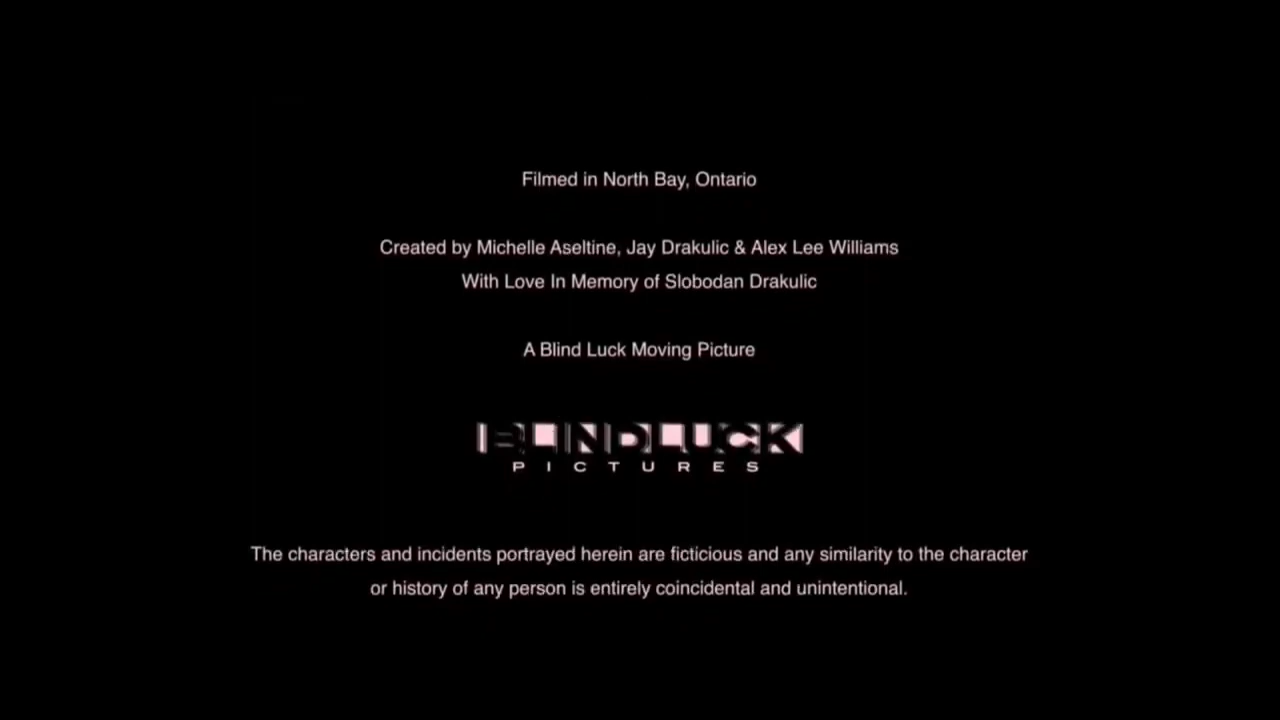 Filmed in North Bay, Ontario
Created by Michelle Aseltine, Jay Drakulic & Alex Lee Williams
With Love In Memory of Slobodan Drakulic
A Blind Luck Moving Picture
BLINDLUCK
PICTURES
The characters and incidents portrayed herein are ficticious and any similarity to the character
or history of any person is entirely coincidental and unintentional.